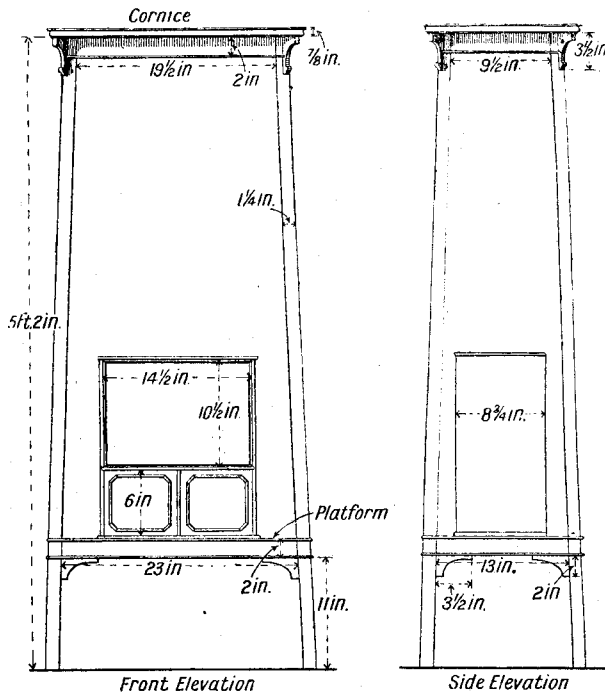 Cornice
7/8 in.
3½ in.
19½ in
2 in
9½ in.
1¼ in.
5 ft. 2 in.
14½ in.
10½ in.
8¾ in.
6 in
Platform
23 in
2 in.
11 in.
13 in.
2 in
3½ in.
Front Elevation
Side Elevation